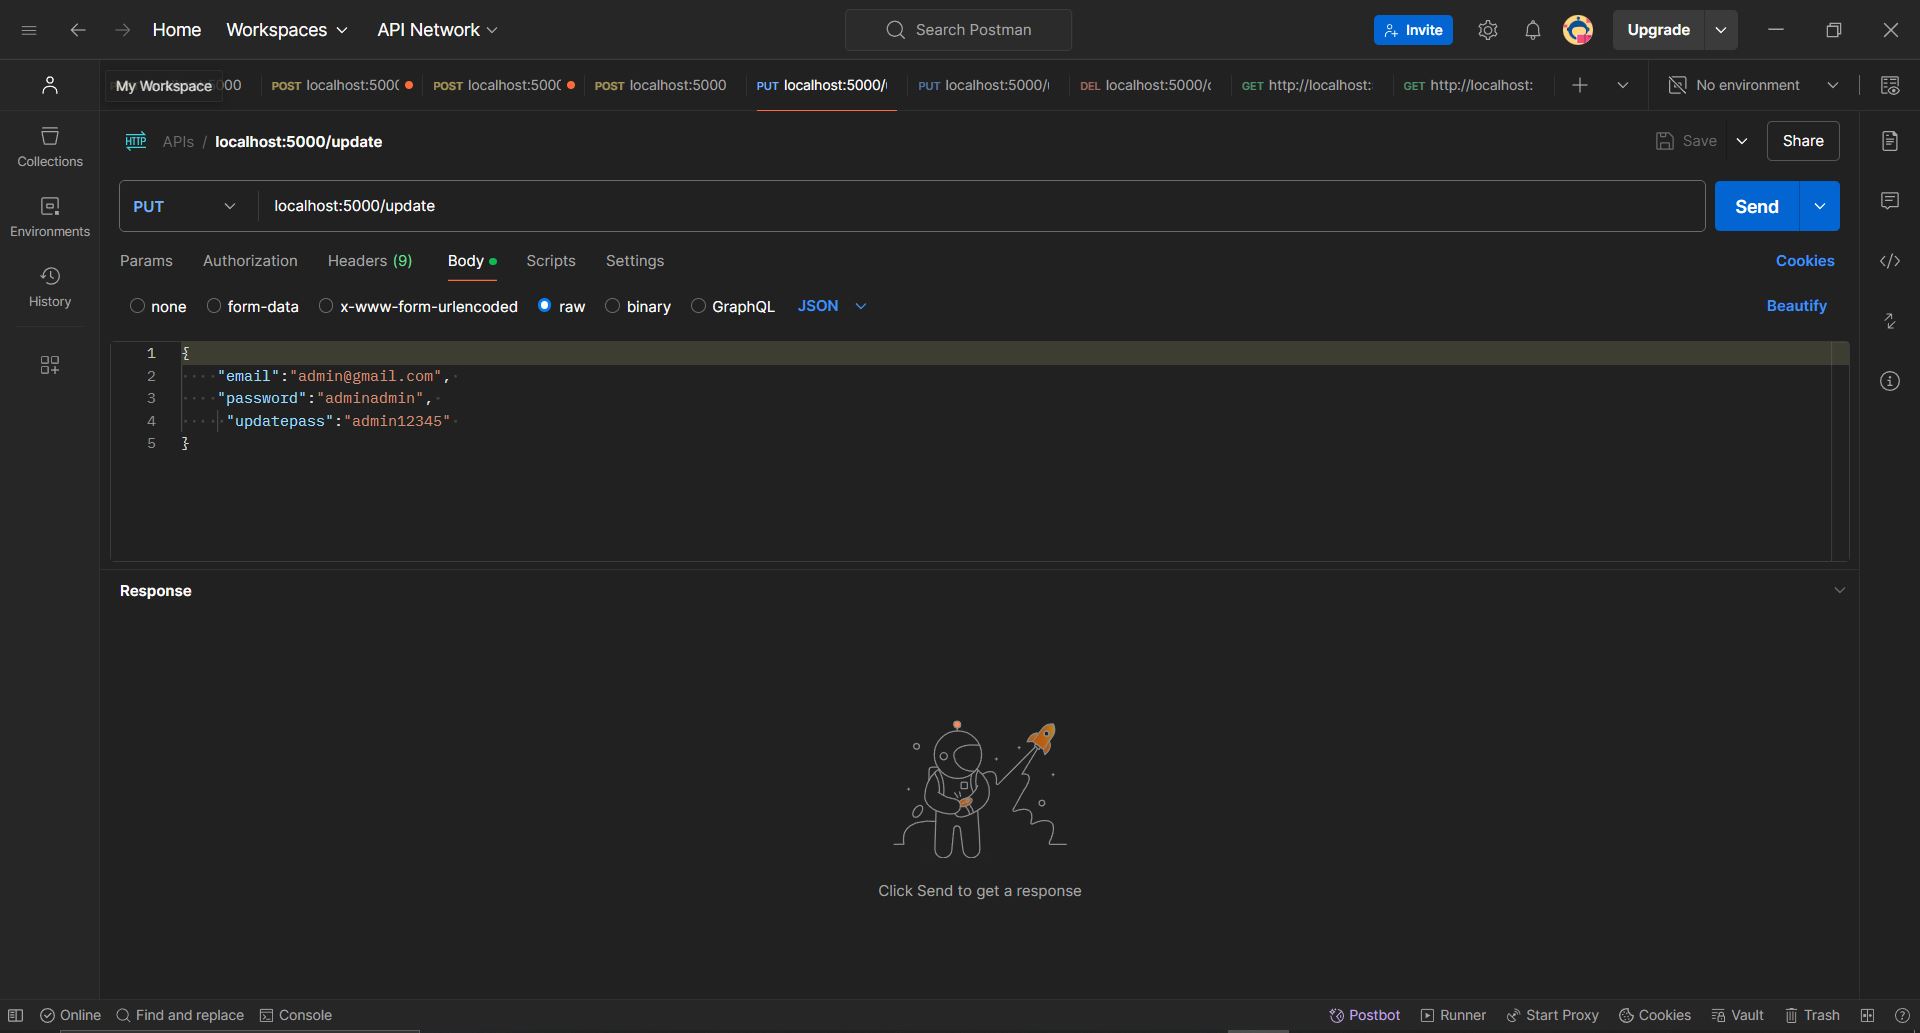 Home Workspaces API Network Search Postman Invite Upgrade
My Workspace 000 POST localhost:5000 POST localhost:5000 POST localhost:5000 PUT localhost:5000/ PUT localhost:5000/ DEL localhost:5000/ GET http://localhost: GET http://localhost: No environment
HTTP APIs / localhost:5000/update Save Share
Collections
PUT localhost:5000/update Send
Environments
Params Authorization Headers (9) Body Scripts Settings Cookies
History
none form-data x-www-form-urlencoded raw binary GraphQL JSON Beautify
1 {
2 "email":"admin@gmail.com",
3 "password":"adminadmin",
4 "updatepass":"admin12345"
5 }
Response
Click Send to get a response
Online Find and replace Console Postbot Runner Start Proxy Cookies Vault Trash